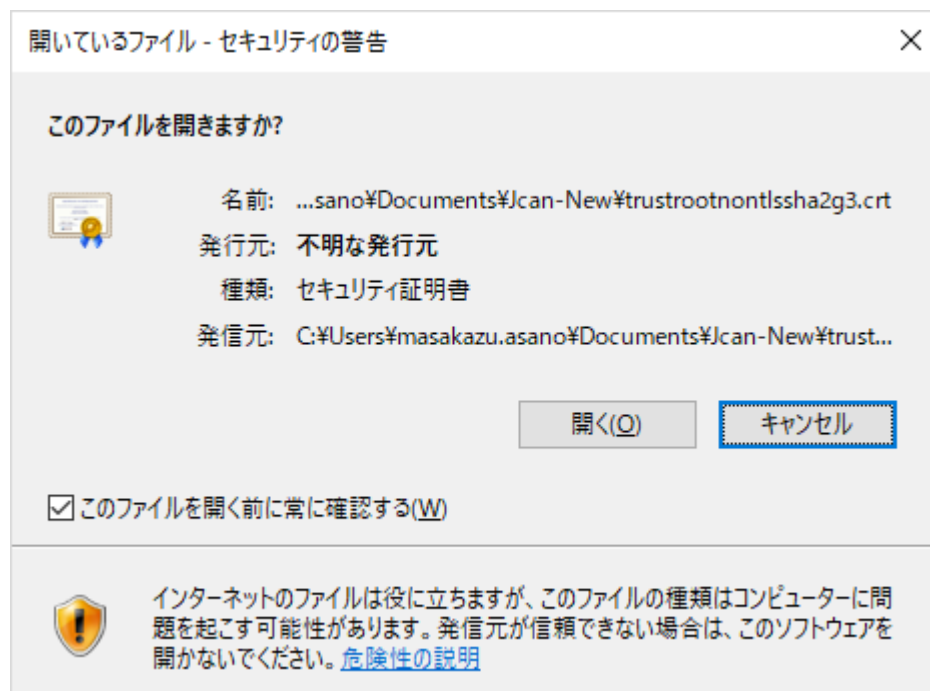 開いているファイル - セキュリティの警告
このファイルを開きますか?
名前: ...sano¥Documents¥Jcan-New¥trustrootnontlssha2g3.crt
発行元: 不明な発行元
種類: セキュリティ証明書
発信元: C:¥Users¥masakazu.asano¥Documents¥Jcan-New¥trust...
開く(O)
キャンセル
このファイルを開く前に常に確認する(W)
インターネットのファイルは役に立ちますが、このファイルの種類はコンピューターに問
題を起こす可能性があります。発信元が信頼できない場合は、このソフトウェアを
開かないでください。危険性の説明